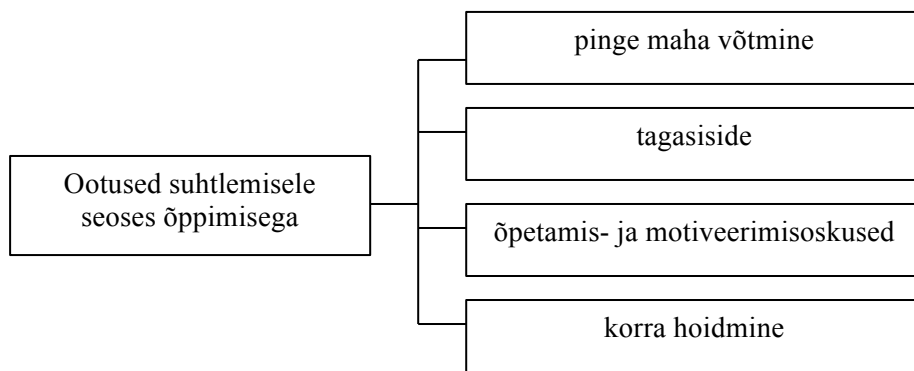 pinge maha võtmine
tagasiside
Ootused suhtlemisele
seoses õppimisega
õpetamis- ja motiveerimisoskused
korra hoidmine